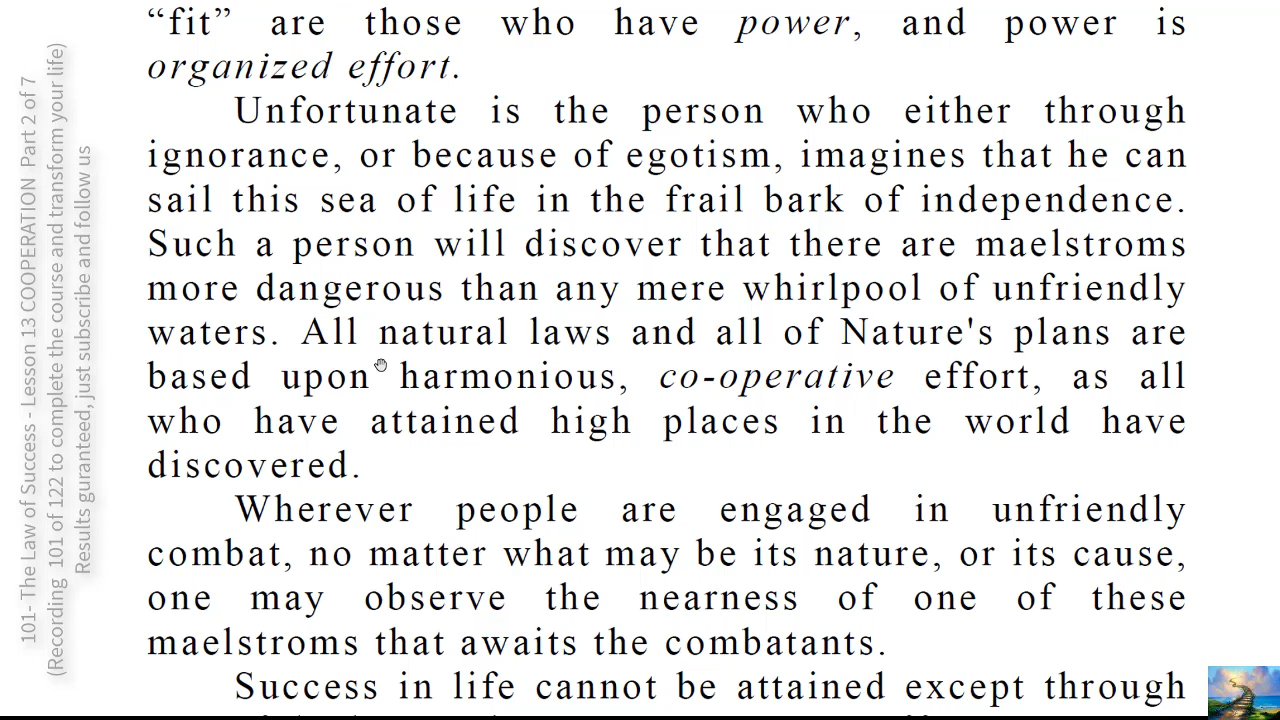 “fit” are those who have power, and power is
organized effort.
Unfortunate is the person who either through
ignorance, or because of egotism, imagines that he can
sail this sea of life in the frail bark of independence.
Such a person will discover that there are maelstroms
more dangerous than any mere whirlpool of unfriendly
waters. All natural laws and all of Nature's plans are
based upon harmonious, co-operative effort, as all
who have attained high places in the world have
discovered.
Wherever people are engaged in unfriendly
combat, no matter what may be its nature, or its cause,
one may observe the nearness of one of these
maelstroms that awaits the combatants.
Success in life cannot be attained except through
101- The Law of Success - Lesson 13 COOPERATION Part 2 of 7
(Recording 101 of 122 to complete the course and transform your life)
Results guranteed, just subscribe and follow us